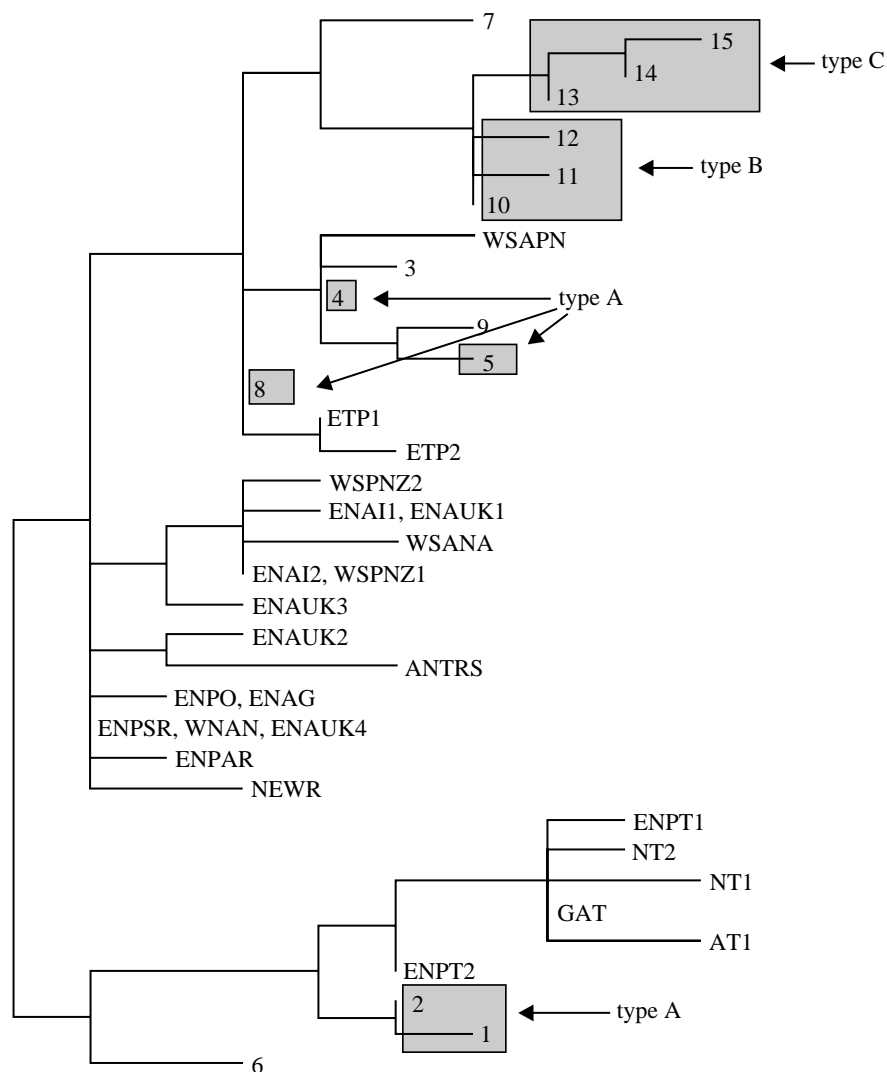 7
15
type C
14
13
12
type B
11
10
WSAPN
3
4
type A
9
5
8
ETP1
ETP2
WSPNZ2
ENAI1, ENAUK1
WSANA
ENAI2, WSPNZ1
ENAUK3
ENAUK2
ANTRS
ENPO, ENAG
ENPSR, WNAN, ENAUK4
ENPAR
NEWR
ENPT1
NT2
NT1
GAT
AT1
ENPT2
2
type A
1
6